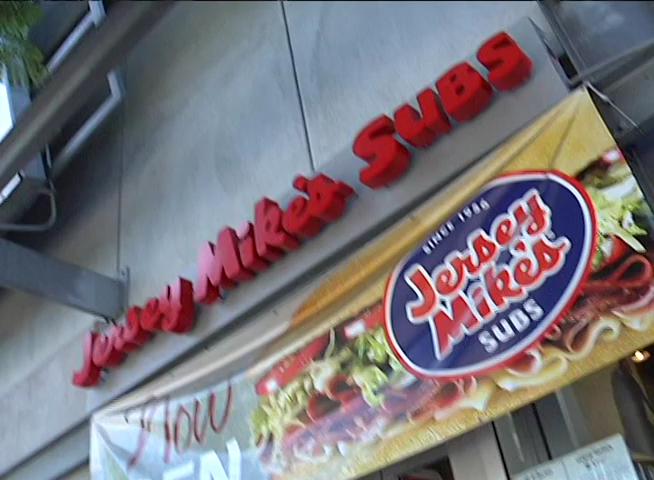 Jersey Mike's Subs
SINCE 1956
Jersey
Mike's
SUBS
Now